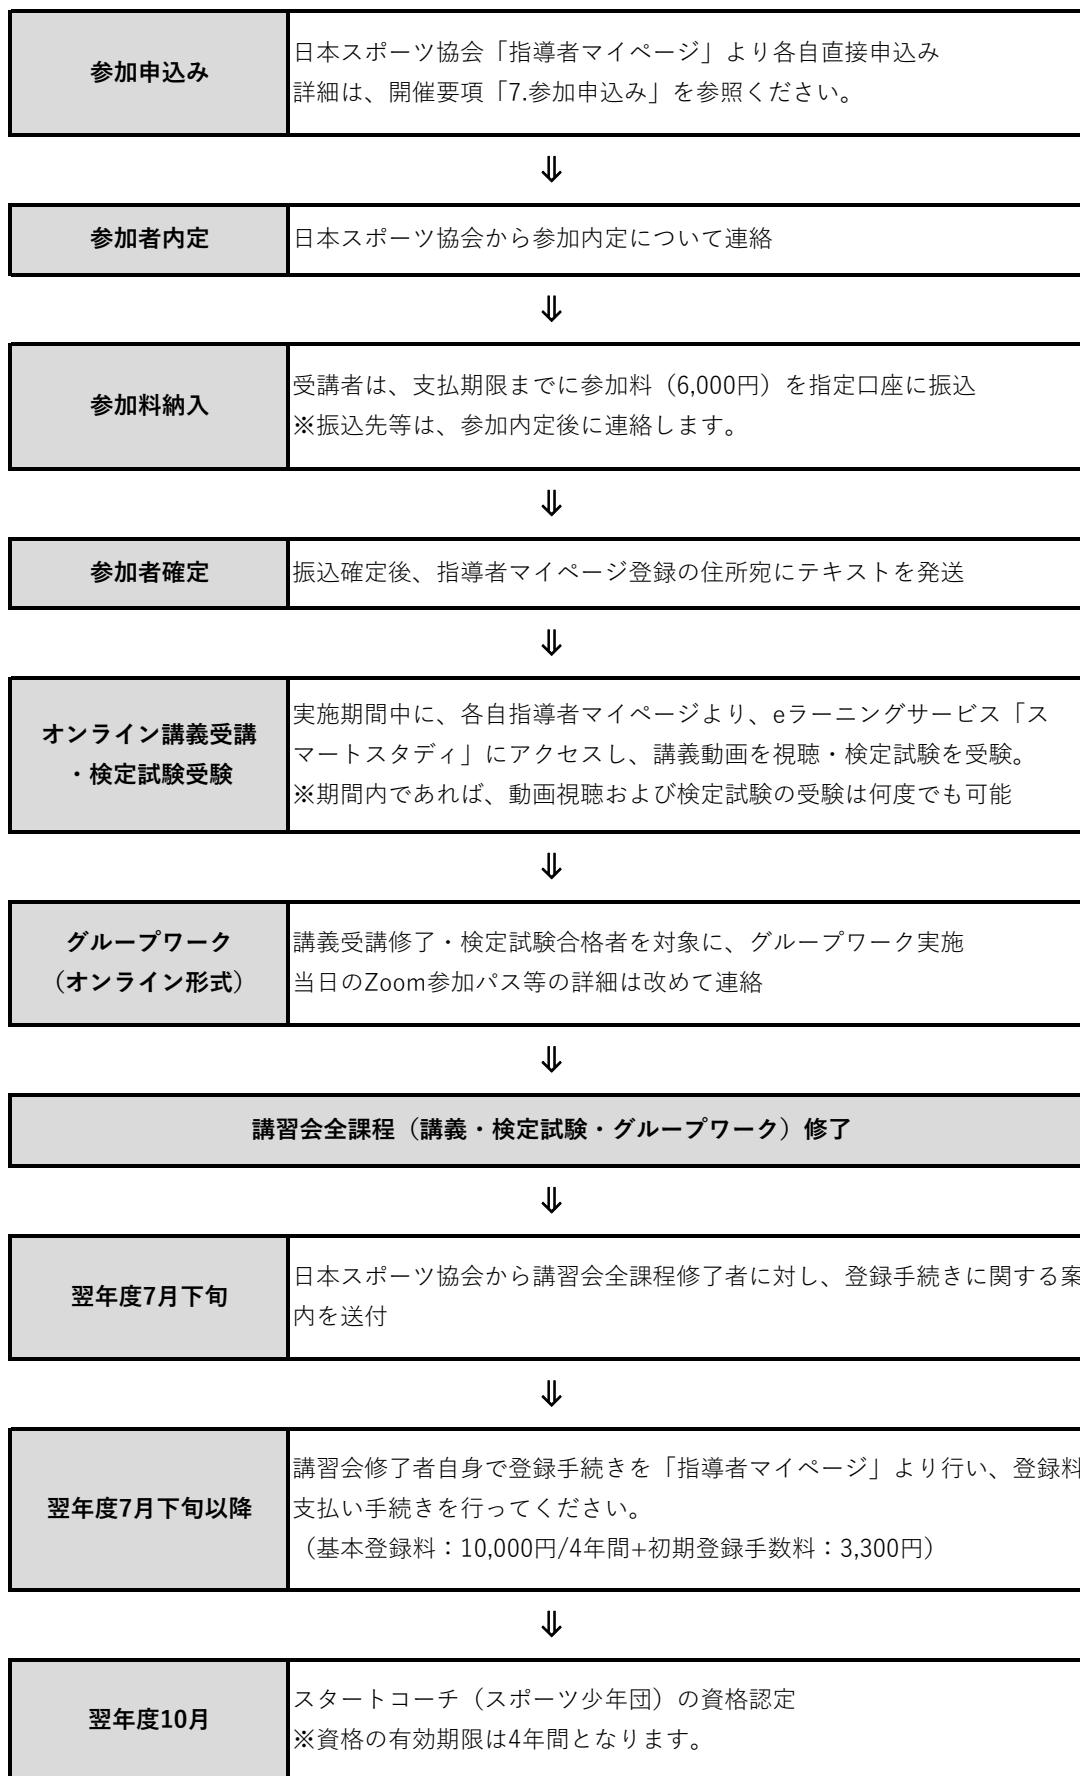 参加申込み
日本スポーツ協会「指導者マイページ」より各自直接申込み
詳細は、開催要項「7.参加申込み」を参照ください。
⇓
参加者内定
日本スポーツ協会から参加内定について連絡
⇓
参加料納入
受講者は、支払期限までに参加料（6,000円）を指定口座に振込
※振込先等は、参加内定後に連絡します。
⇓
参加者確定
振込確定後、指導者マイページ登録の住所宛にテキストを発送
⇓
オンライン講義受講
・検定試験受験
実施期間中に、各自指導者マイページより、eラーニングサービス「ス
マートスタディ」にアクセスし、講義動画を視聴・検定試験を受験。
※期間内であれば、動画視聴および検定試験の受験は何度でも可能
⇓
グループワーク
（オンライン形式）
講義受講修了・検定試験合格者を対象に、グループワーク実施
当日のZoom参加パス等の詳細は改めて連絡
⇓
講習会全課程（講義・検定試験・グループワーク）修了
⇓
翌年度7月下旬
日本スポーツ協会から講習会全課程修了者に対し、登録手続きに関する案
内を送付
⇓
翌年度7月下旬以降
講習会修了者自身で登録手続きを「指導者マイページ」より行い、登録料
支払い手続きを行ってください。
（基本登録料：10,000円/4年間+初期登録手数料：3,300円）
⇓
翌年度10月
スタートコーチ（スポーツ少年団）の資格認定
※資格の有効期限は4年間となります。